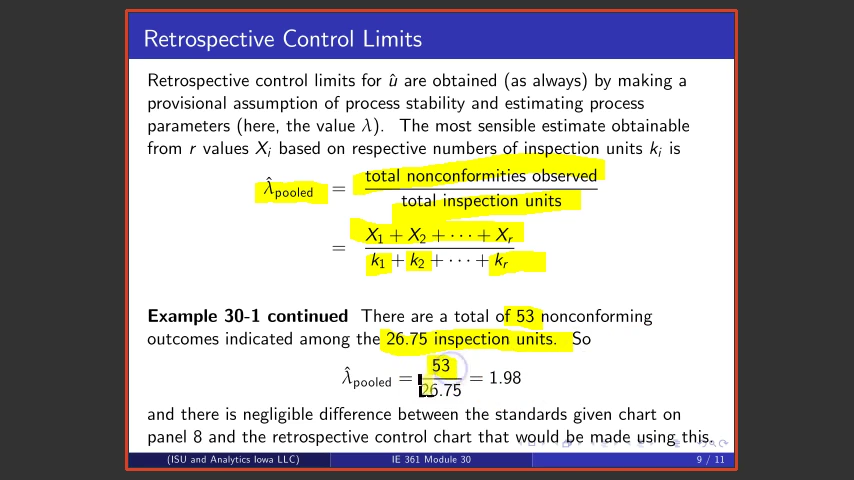 Retrospective Control Limits
Retrospective control limits for û are obtained (as always) by making a
provisional assumption of process stability and estimating process
parameters (here, the value λ). The most sensible estimate obtainable
from r values Xᵢ based on respective numbers of inspection units kᵢ is
λ̂pooled = total nonconformities observed / total inspection units
= X₁ + X₂ + ··· + Xᵣ / k₁ + k₂ + ··· + kᵣ
Example 30-1 continued There are a total of 53 nonconforming
outcomes indicated among the 26.75 inspection units. So
λ̂pooled = 53 / 26.75 = 1.98
and there is negligible difference between the standards given chart on
panel 8 and the retrospective control chart that would be made using this.
(ISU and Analytics Iowa LLC) IE 361 Module 30 9 / 11